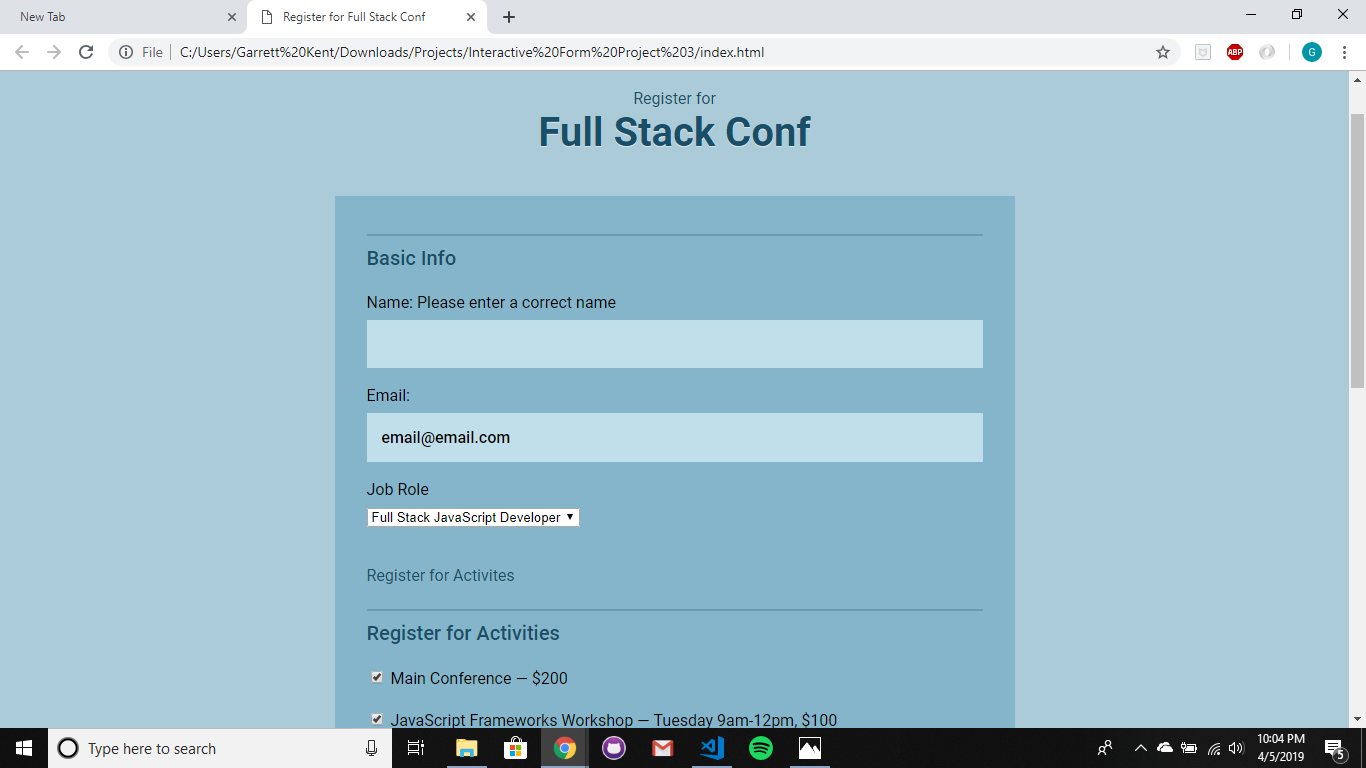 New Tab
Register for Full Stack Conf
File
C:/Users/Garrett%20Kent/Downloads/Projects/Interactive%20Form%20Project%203/index.html
ABP
G
Register for
Full Stack Conf
Basic Info
Name: Please enter a correct name
Email:
email@email.com
Job Role
Full Stack JavaScript Developer
Register for Activites
Register for Activities
Main Conference — $200
JavaScript Frameworks Workshop — Tuesday 9am-12pm, $100
Type here to search
10:04 PM
4/5/2019
5